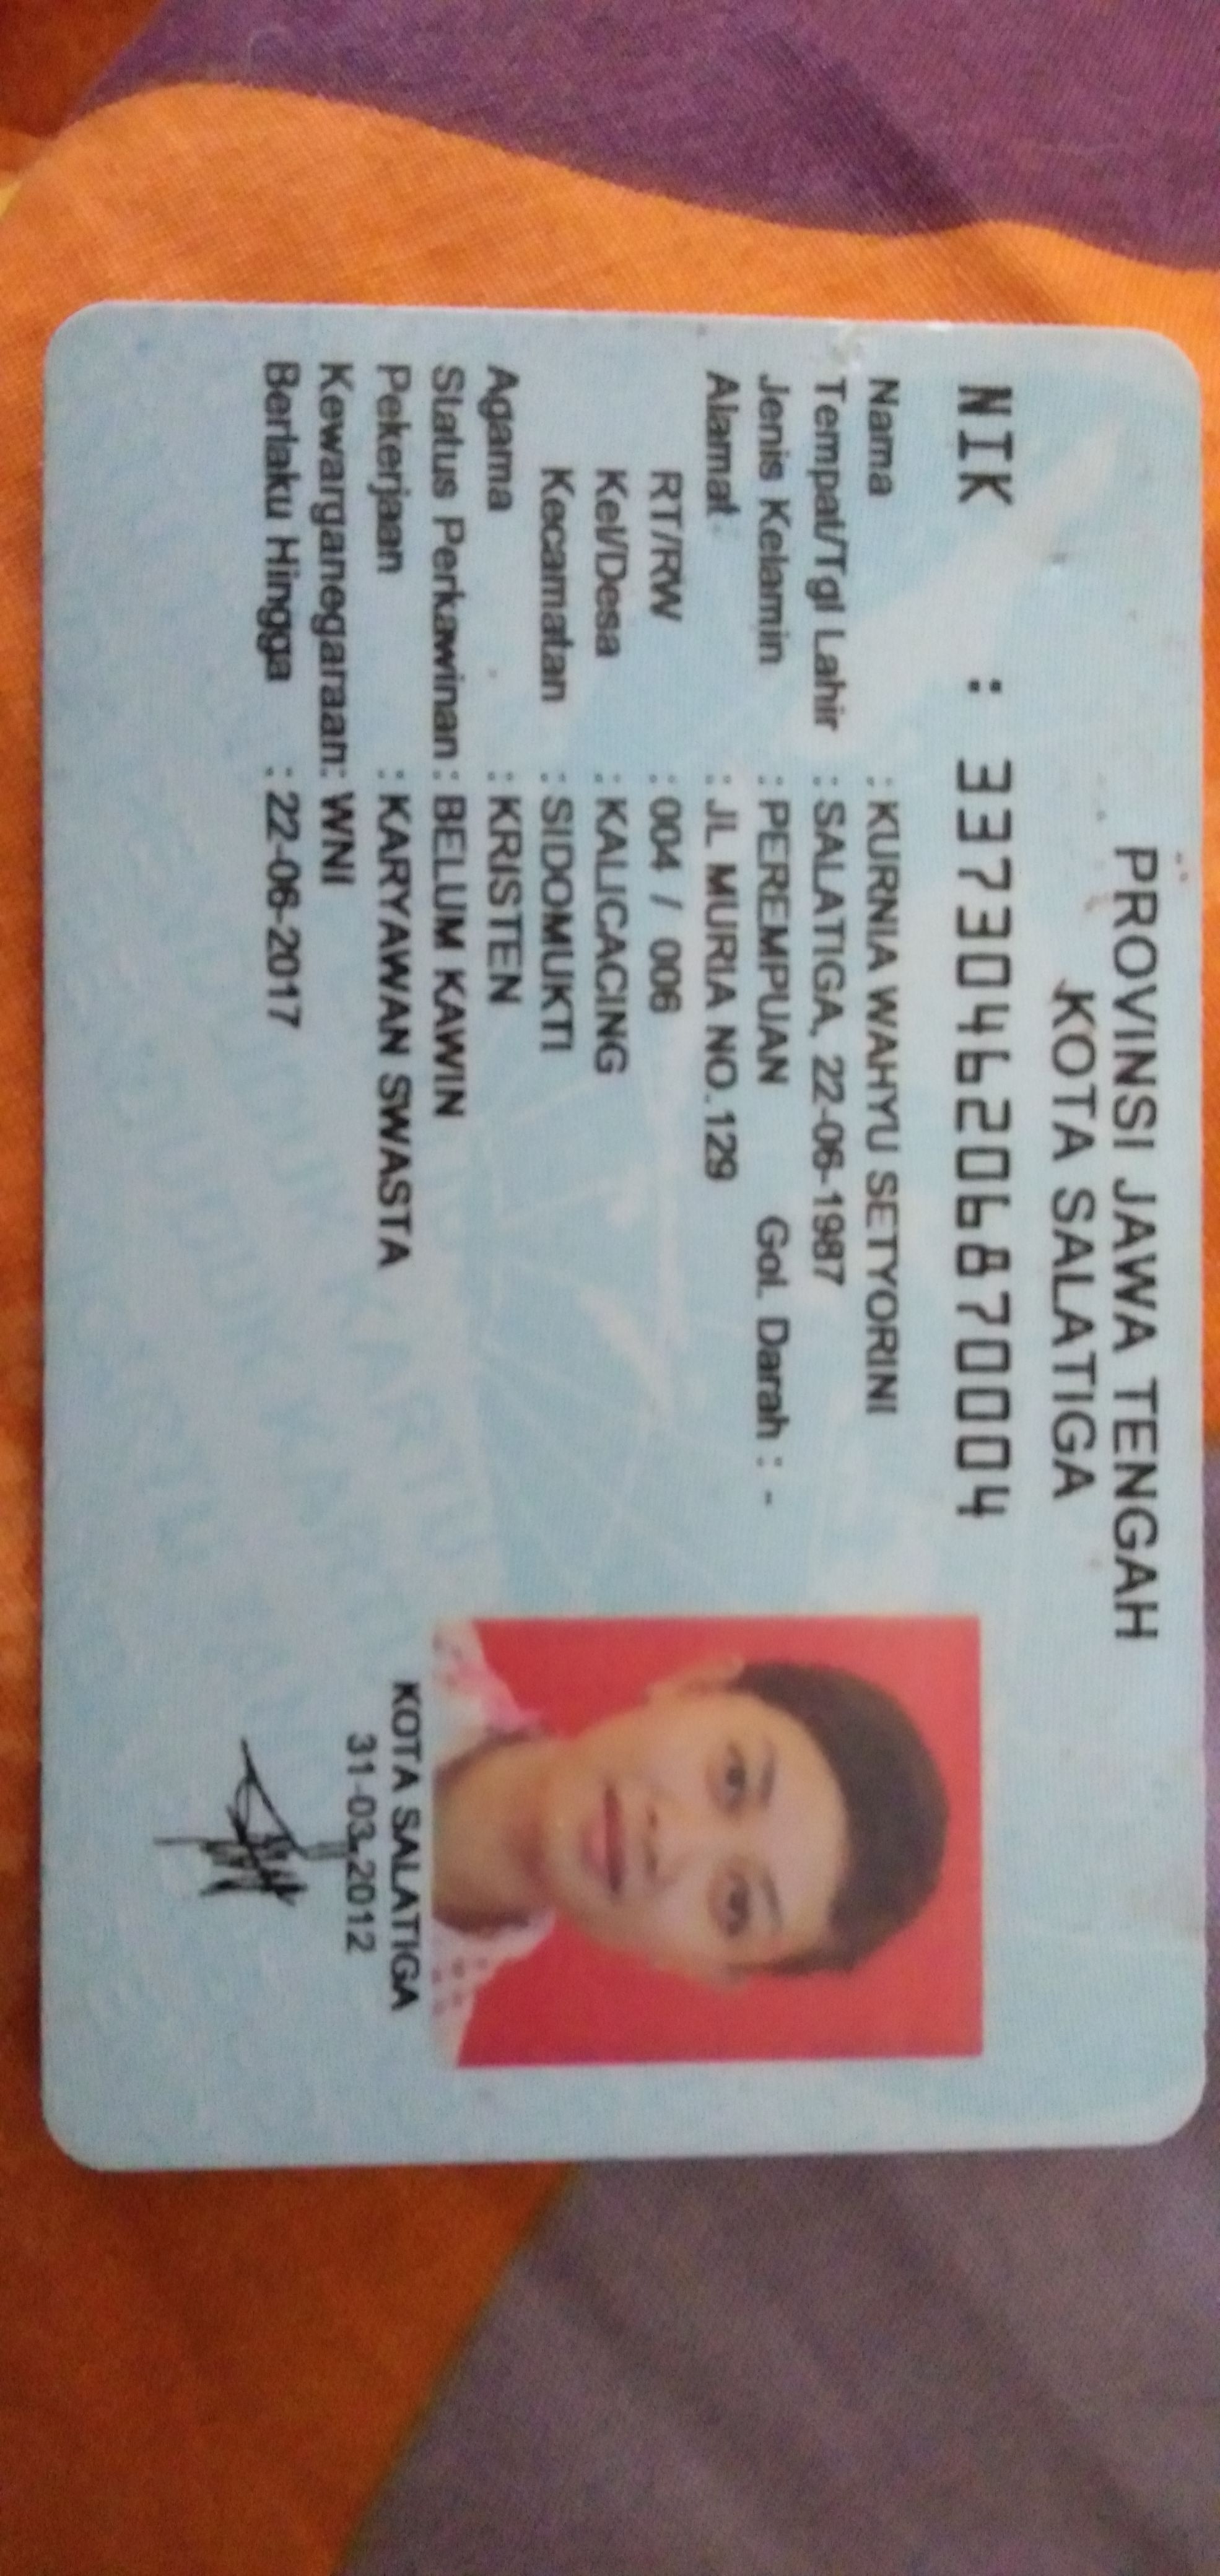 PROVINSI JAWA TENGAH
KOTA SALATIGA
NIK : 3373046206870004
Nama : KURNIA WAHYU SETYORINI
Tempat/Tgl Lahir : SALATIGA, 22-06-1987
Jenis Kelamin : PEREMPUAN Gol. Darah : -
Alamat : JL MURIA NO.129
RT/RW : 004 / 006
Kel/Desa : KALICACING
Kecamatan : SIDOMUKTI
Agama : KRISTEN
Status Perkawinan : BELUM KAWIN
Pekerjaan : KARYAWAN SWASTA
Kewarganegaraan: WNI
Berlaku Hingga : 22-06-2017
KOTA SALATIGA
31-03-2012